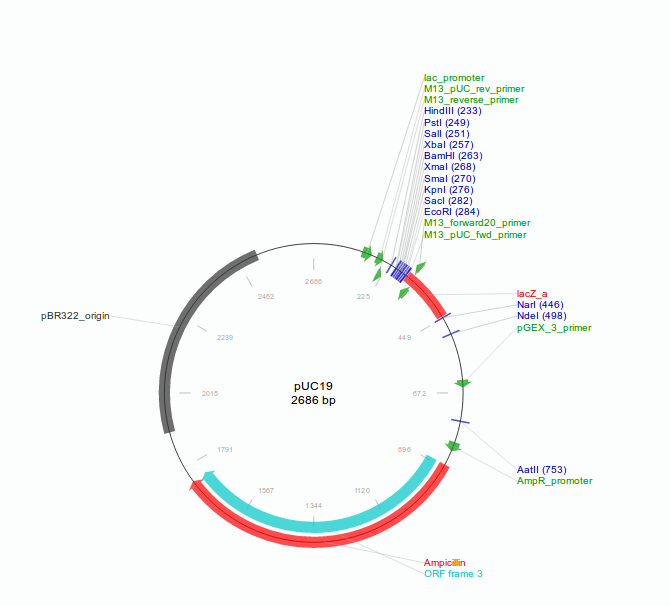 lac_promoter
M13_pUC_rev_primer
M13_reverse_primer
HindIII (233)
PstI (249)
SalI (251)
XbaI (257)
BamHI (263)
XmaI (268)
SmaI (270)
KpnI (276)
SacI (282)
EcoRI (284)
M13_forward20_primer
M13_pUC_fwd_primer
2686
225
2462
lacZ_a
NarI (446)
NdeI (498)
pGEX_3_primer
pBR322_origin
2239
449
pUC19
2686 bp
2015
672
1791
896
AatII (753)
AmpR_promoter
1567
1120
1344
Ampicillin
ORF frame 3